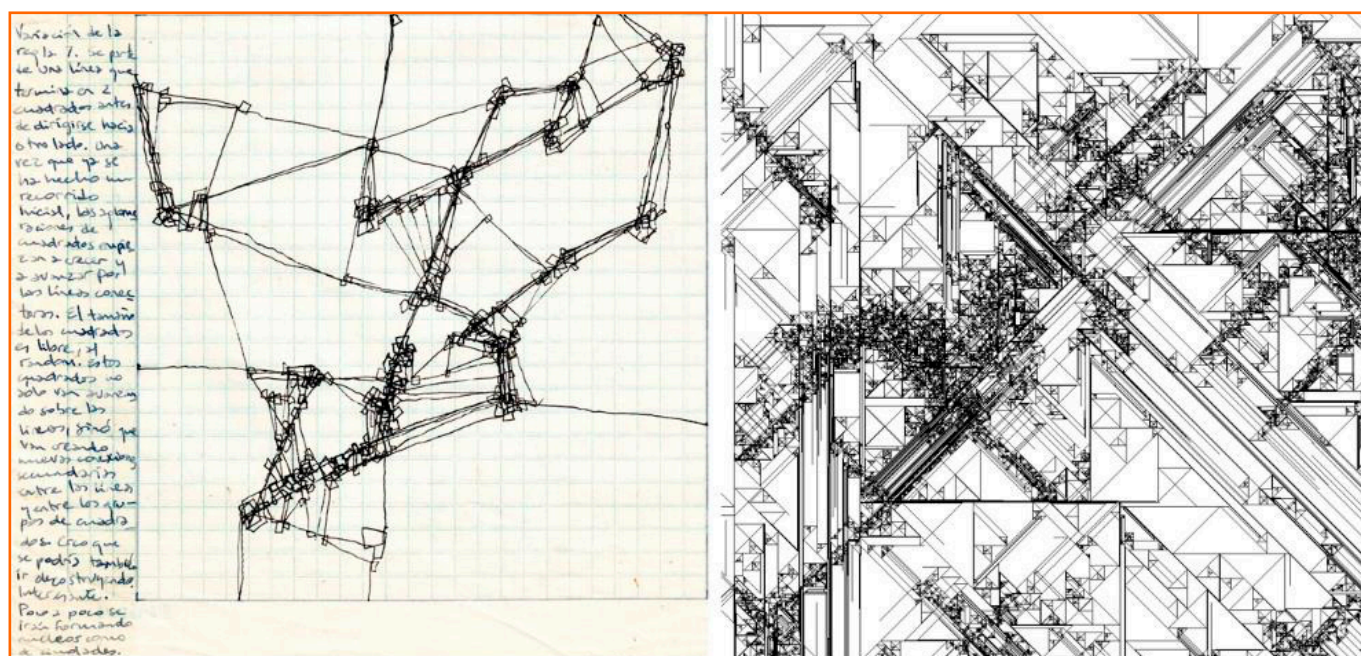 Variación de la
regla 7. Se parte
de una línea que
termina en 2
cuadrados antes
de dirigirse hacia
otro lado. Una
vez que ya se
ha hecho un
recorrido
inicial, las aglome
raciones de
cuadrados empie
zan a crecer y
a avanzar por
las líneas conec
toras. El tamaño
de los cuadrados
es libre, al
random. Estos
cuadrados no
solo van avanzan
do sobre las
líneas, sinó que
van creando
nuevas conexiones
secundarias
entre las líneas
y entre los gru-
pos de cuadra
dos. Creo que
se podría también
ir deconstruyendo.
Interesante.
Poco a poco se
irán formando
núcleos como
de ciudades.